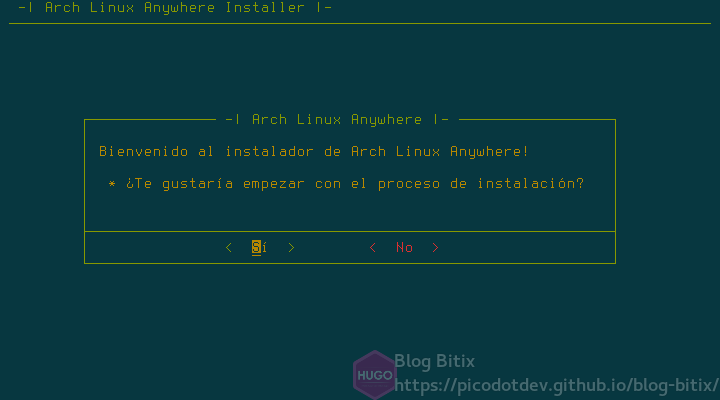 -| Arch Linux Anywhere Installer |-
-| Arch Linux Anywhere |-
Bienvenido al instalador de Arch Linux Anywhere!
* ¿Te gustaría empezar con el proceso de instalación?
< Sí > < No >
Blog Bitix
HUGO
https://picodotdev.github.io/blog-bitix/